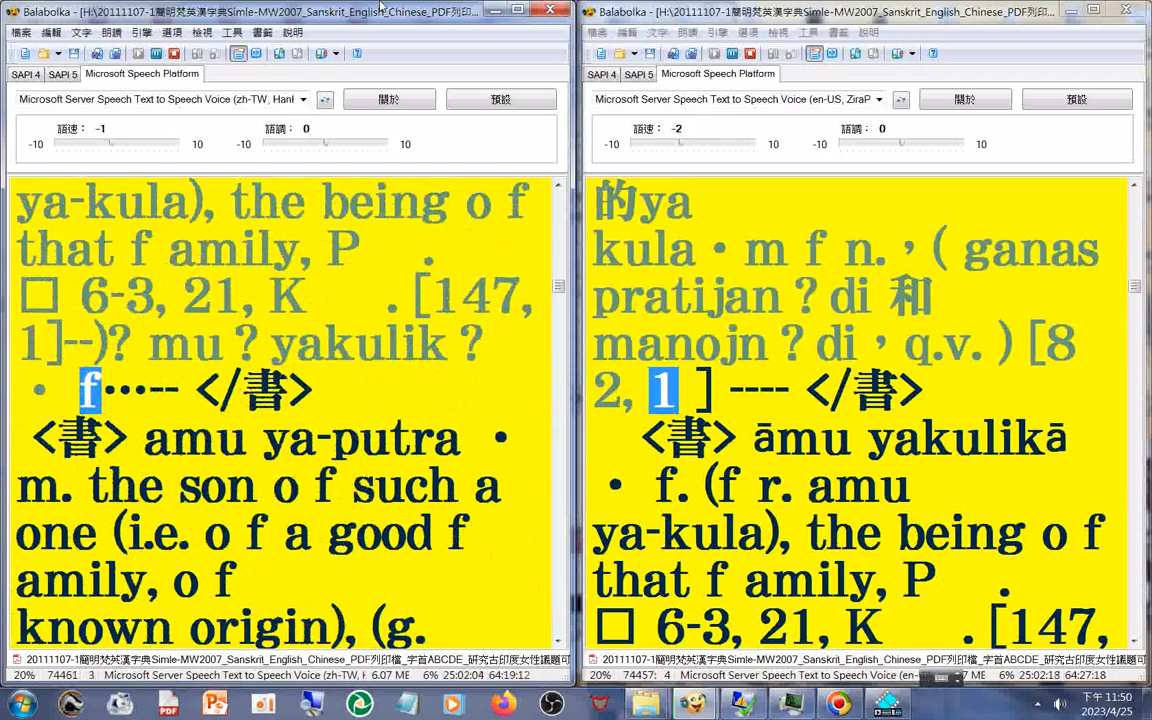 Balabolka - [H:\20111107-1簡明梵英漢字典Simle-MW2007_Sanskrit_English_Chinese_PDF列印...
檔案 編輯 文字 朗讀 引擎 選項 檢視 工具 書籤 說明
SAPI 4 SAPI 5 Microsoft Speech Platform
Microsoft Server Speech Text to Speech Voice (zh-TW, Hanl
關於 預設
語速： -1 語調： 0
-10 10 -10 10
ya-kula), the being o f
that f amily, P .
□ 6-3, 21, K . [147,
1]--)? mu ? yakulik ?
• f…-- </書>
<書> amu ya-putra •
m. the son o f such a
one (i.e. o f a good f
amily, o f
known origin), (g.
20111107-1簡明梵英漢字典Simle-MW2007_Sanskrit_English_Chinese_PDF列印檔_字首ABCDE_研究古印度女性議題可
20% 74461: 3 Microsoft Server Speech Text to Speech Voice (zh-TW, H 6.07 ME 6% 25:02:04 64:19:12
Balabolka - [H:\20111107-1簡明梵英漢字典Simle-MW2007_Sanskrit_English_Chinese_PDF列印...
檔案 編輯 文字 朗讀 引擎 選項 檢視 工具 書籤 說明
SAPI 4 SAPI 5 Microsoft Speech Platform
Microsoft Server Speech Text to Speech Voice (en-US, ZiraP
關於 預設
語速： -2 語調： 0
-10 10 -10 10
的ya
kula • m f n.，( ganas
pratijan ? di 和
manojn ? di，q.v. ) [8
2, 1 ] ---- </書>
<書> āmu yakulikā
• f. (f r. amu
ya-kula), the being o f
that f amily, P .
□ 6-3, 21, K . [147,
20111107-1簡明梵英漢字典Simle-MW2007_Sanskrit_English_Chinese_PDF列印檔_字首ABCDE_研究古印度女性議題可
20% 74457: 4 Microsoft Server Speech Text to Speech Voice 6% 25:02:18 64:27:18
下午 11:50
2023/4/25